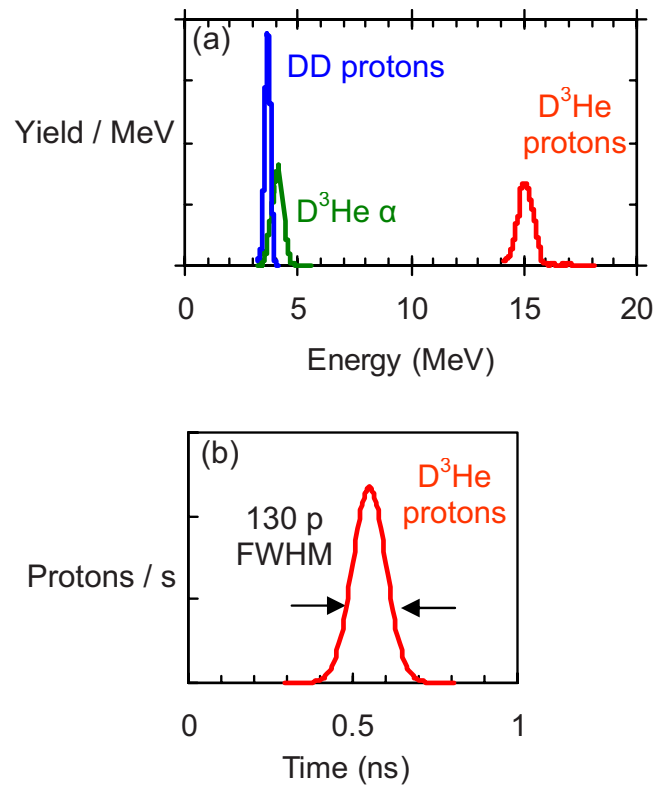 (a)
DD protons
D³He
protons
Yield / MeV
D³He α
0 5 10 15 20
Energy (MeV)
(b)
D³He
protons
130 p
FWHM
Protons / s
0 0.5 1
Time (ns)